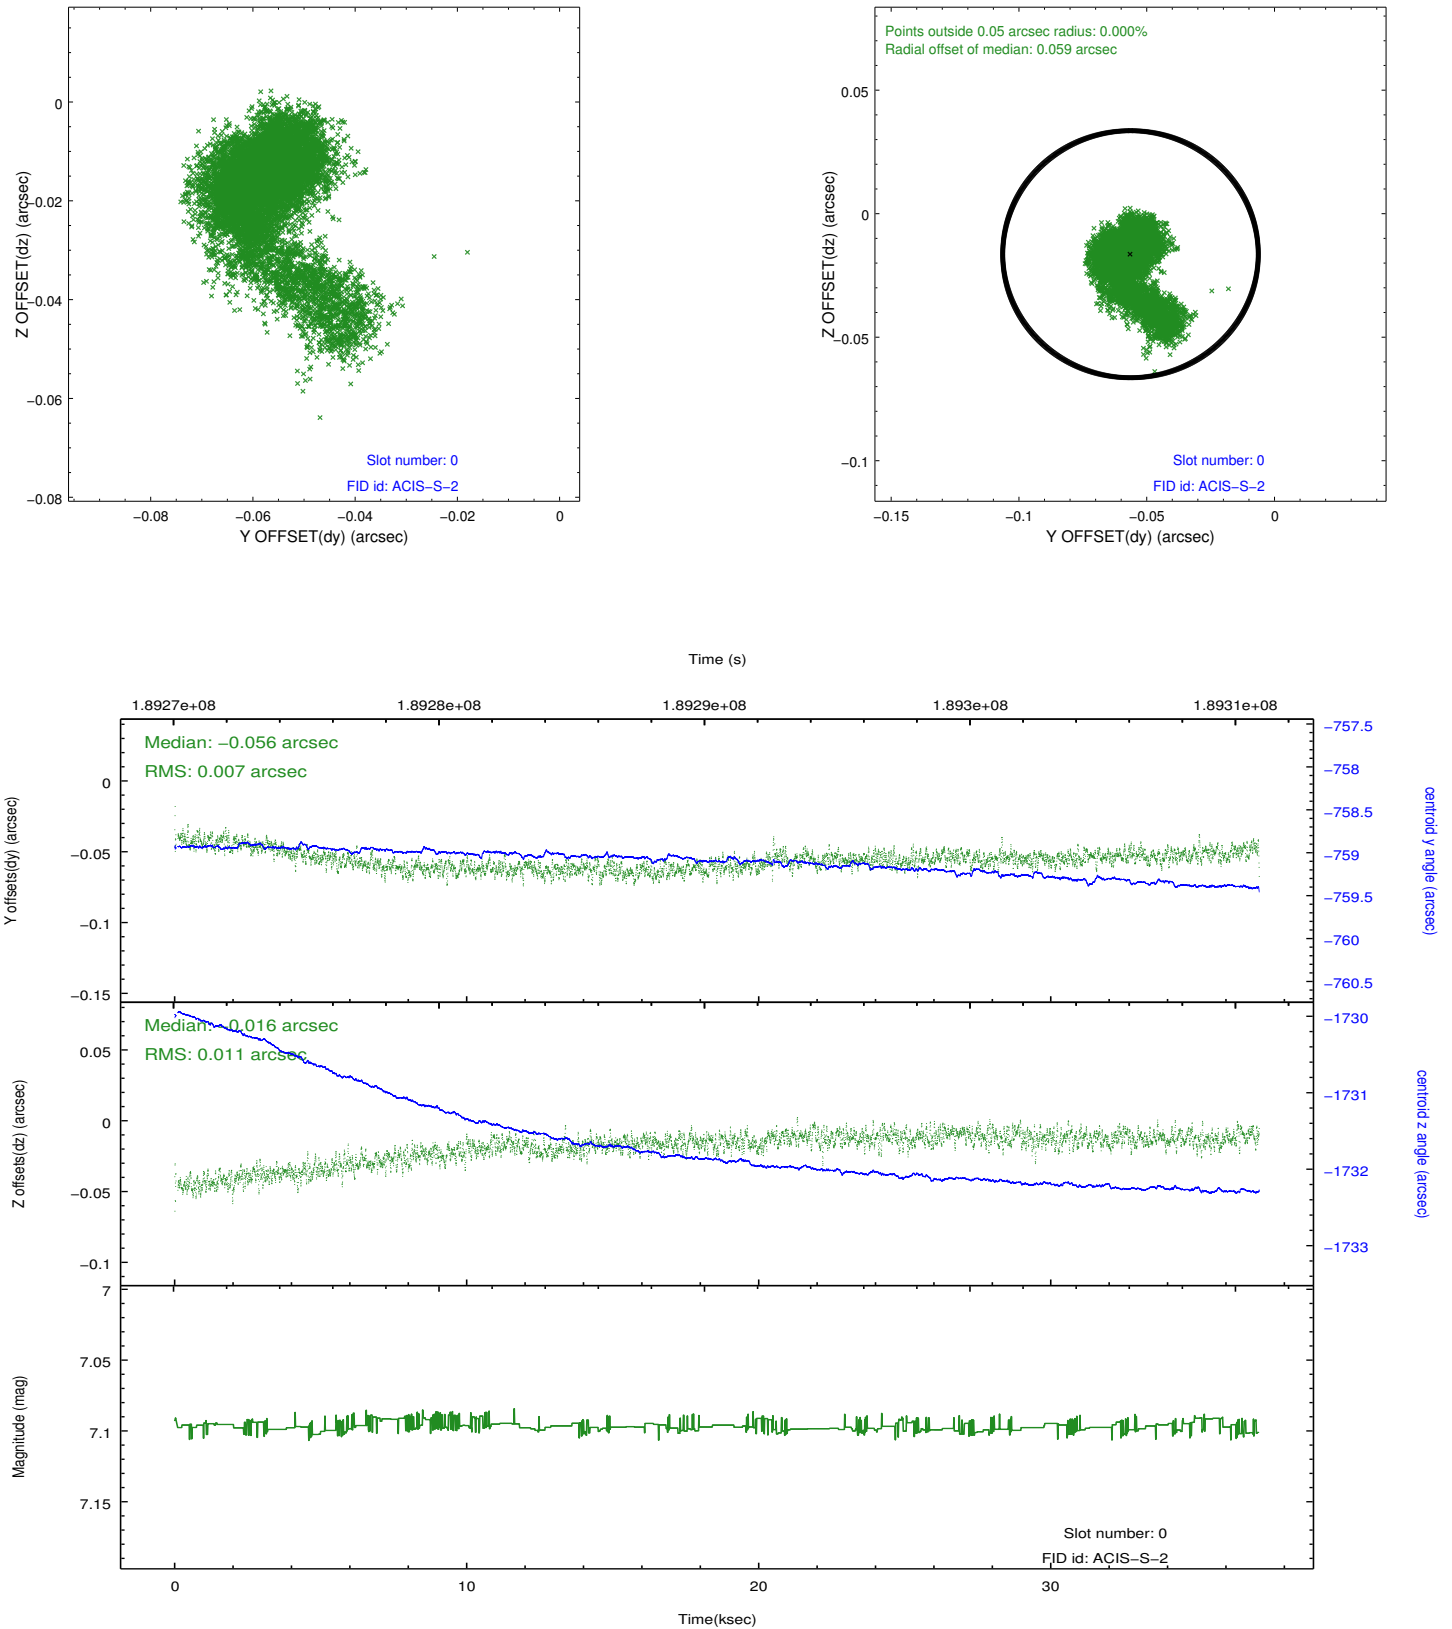 0
−0.02
−0.04
−0.06
−0.08
Z OFFSET(dz) (arcsec)
Slot number: 0
FID id: ACIS−S−2
−0.08
−0.06
−0.04
−0.02
0
Y OFFSET(dy) (arcsec)
Points outside 0.05 arcsec radius: 0.000%
Radial offset of median: 0.059 arcsec
0.05
0
−0.05
−0.1
Z OFFSET(dz) (arcsec)
Slot number: 0
FID id: ACIS−S−2
−0.15
−0.1
−0.05
0
Y OFFSET(dy) (arcsec)
Time (s)
1.8927e+08
1.8928e+08
1.8929e+08
1.893e+08
1.8931e+08
Median: −0.056 arcsec
RMS: 0.007 arcsec
0
−0.05
−0.1
−0.15
Y offsets(dy) (arcsec)
−757.5
−758
−758.5
−759
−759.5
−760
−760.5
centroid y angle (arcsec)
Median: −0.016 arcsec
RMS: 0.011 arcsec
0.05
0
−0.05
−0.1
Z offsets(dz) (arcsec)
−1730
−1731
−1732
−1733
centroid z angle (arcsec)
7
7.05
7.1
7.15
Magnitude (mag)
Slot number: 0
FID id: ACIS−S−2
0
10
20
30
Time(ksec)